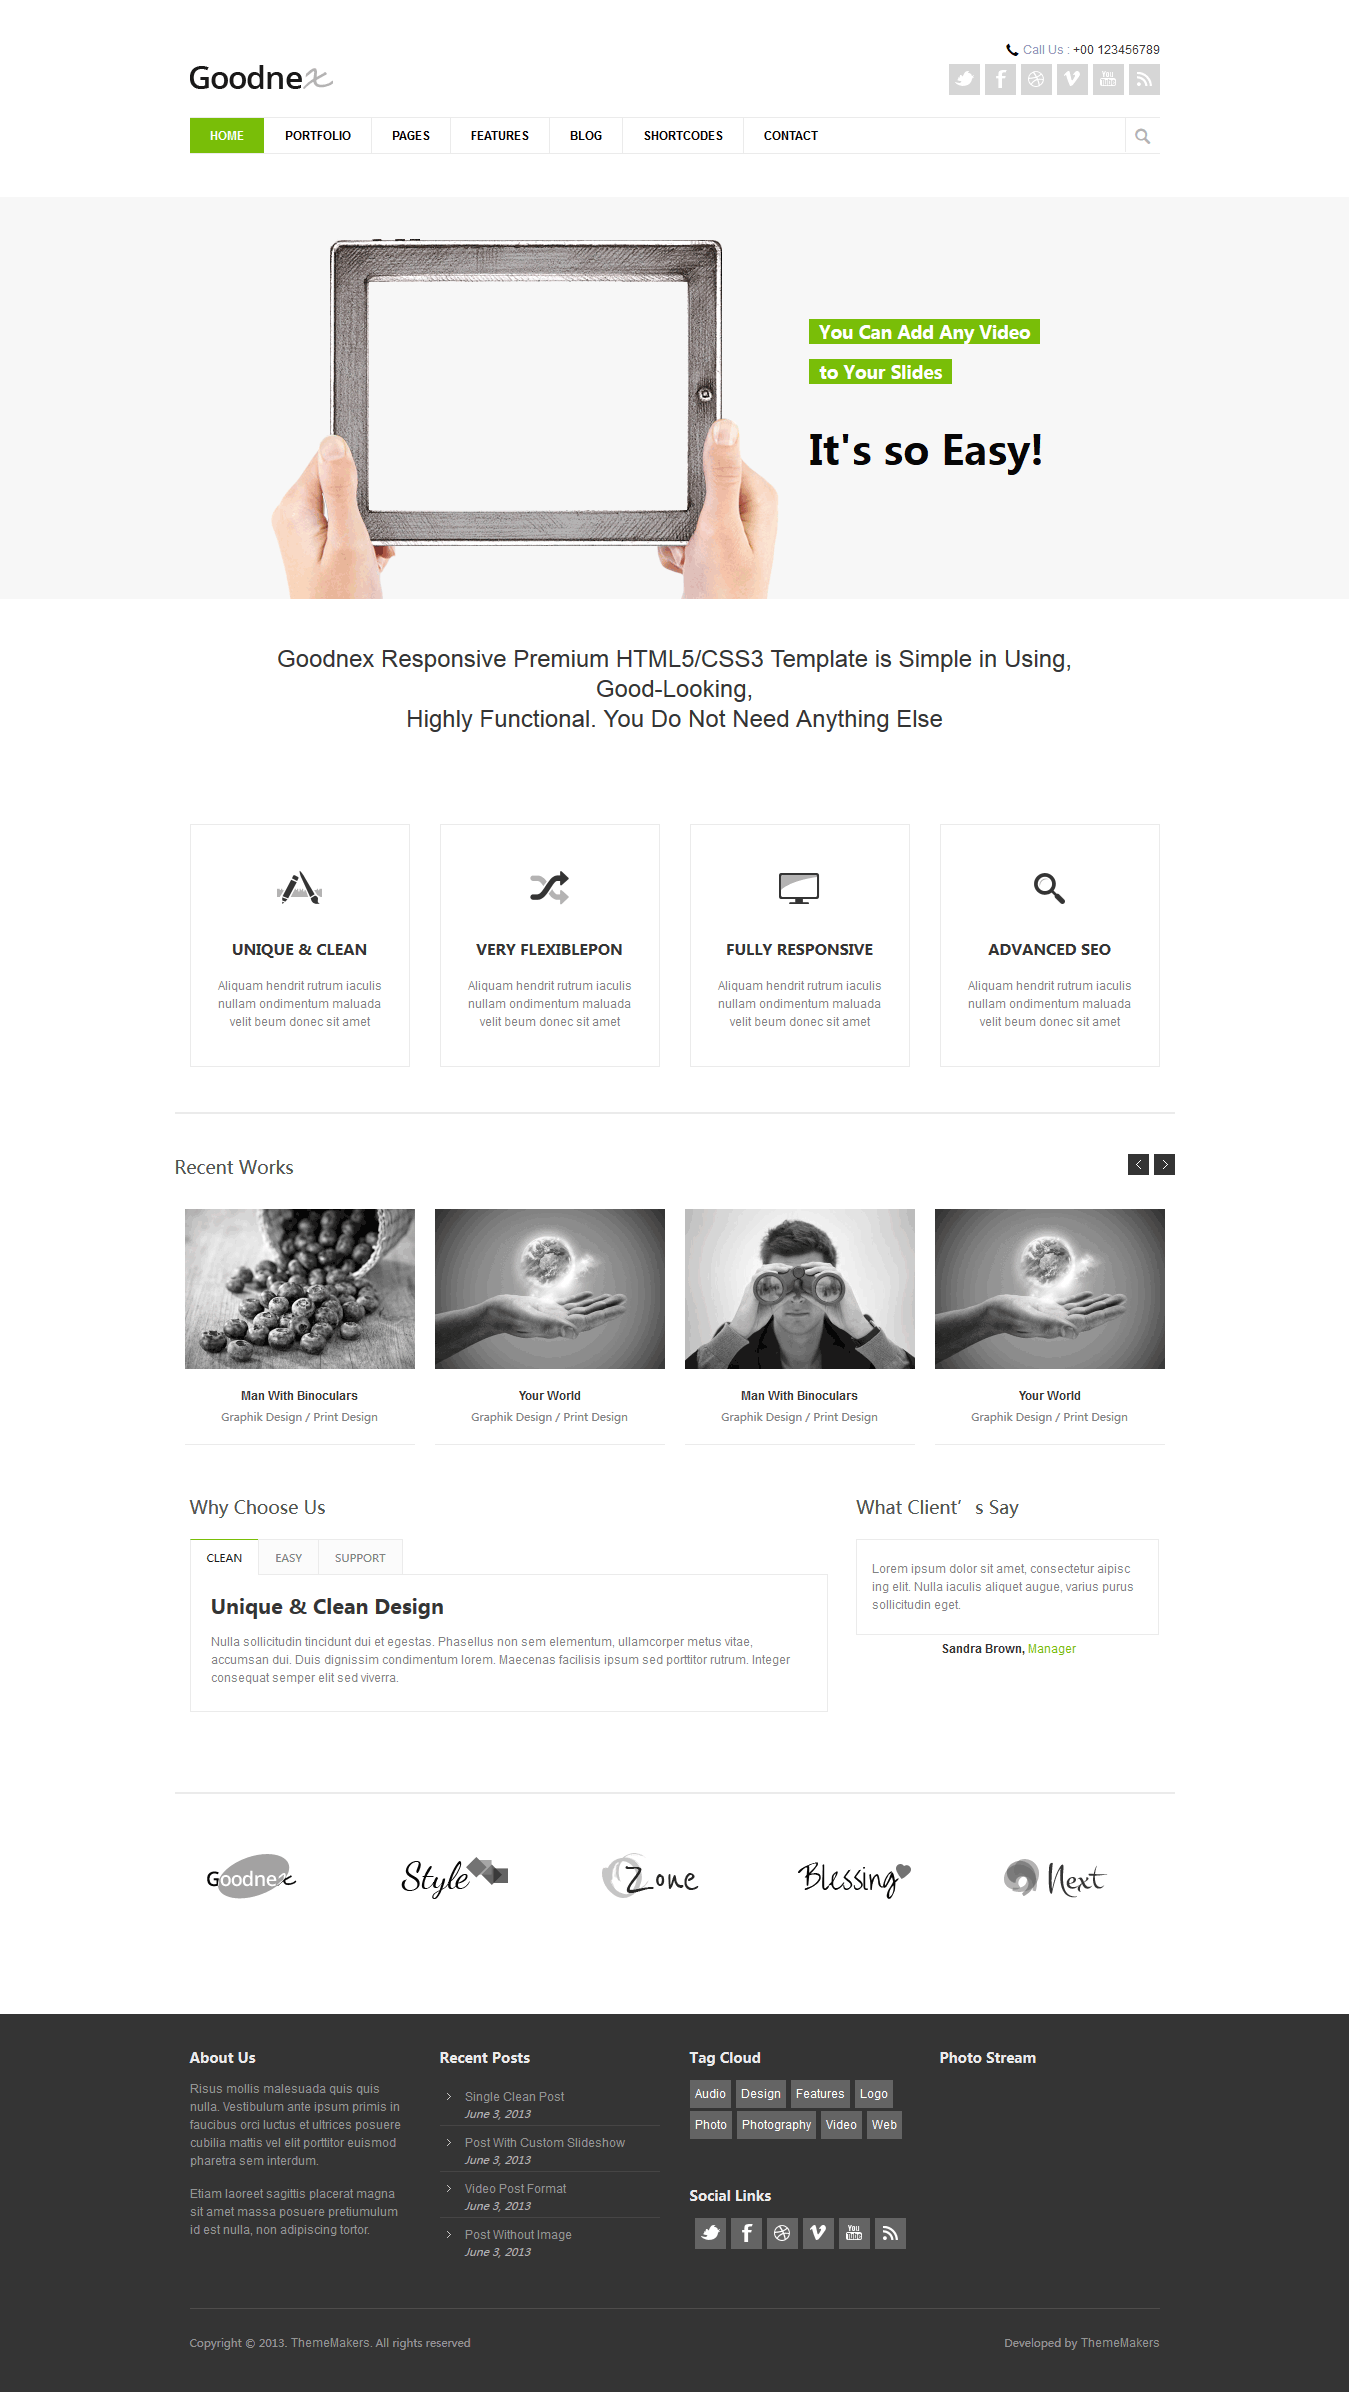 Call Us : +00 123456789
Goodnex
HOME PORTFOLIO PAGES FEATURES BLOG SHORTCODES CONTACT
You Can Add Any Video
to Your Slides
It's so Easy!
Goodnex Responsive Premium HTML5/CSS3 Template is Simple in Using,
Good-Looking,
Highly Functional. You Do Not Need Anything Else
UNIQUE & CLEAN
Aliquam hendrit rutrum iaculis
nullam ondimentum maluada
velit beum donec sit amet
VERY FLEXIBLEPON
Aliquam hendrit rutrum iaculis
nullam ondimentum maluada
velit beum donec sit amet
FULLY RESPONSIVE
Aliquam hendrit rutrum iaculis
nullam ondimentum maluada
velit beum donec sit amet
ADVANCED SEO
Aliquam hendrit rutrum iaculis
nullam ondimentum maluada
velit beum donec sit amet
Recent Works
Man With Binoculars
Graphik Design / Print Design
Your World
Graphik Design / Print Design
Man With Binoculars
Graphik Design / Print Design
Your World
Graphik Design / Print Design
Why Choose Us
CLEAN EASY SUPPORT
Unique & Clean Design
Nulla sollicitudin tincidunt dui et egestas. Phasellus non sem elementum, ullamcorper metus vitae,
accumsan dui. Duis dignissim condimentum lorem. Maecenas facilisis ipsum sed porttitor rutrum. Integer
consequat semper elit sed viverra.
What Client’s Say
Lorem ipsum dolor sit amet, consectetur aipisc
ing elit. Nulla iaculis aliquet augue, varius purus
sollicitudin eget.
Sandra Brown, Manager
Goodnex
Style
Zone
Blessing
Next
About Us
Risus mollis malesuada quis quis
nulla. Vestibulum ante ipsum primis in
faucibus orci luctus et ultrices posuere
cubilia mattis vel elit porttitor euismod
pharetra sem interdum.
Etiam laoreet sagittis placerat magna
sit amet massa posuere pretiumulum
id est nulla, non adipiscing tortor.
Recent Posts
Single Clean Post
June 3, 2013
Post With Custom Slideshow
June 3, 2013
Video Post Format
June 3, 2013
Post Without Image
June 3, 2013
Tag Cloud
Audio Design Features Logo
Photo Photography Video Web
Social Links
You Tube
Photo Stream
Copyright © 2013. ThemeMakers. All rights reserved
Developed by ThemeMakers